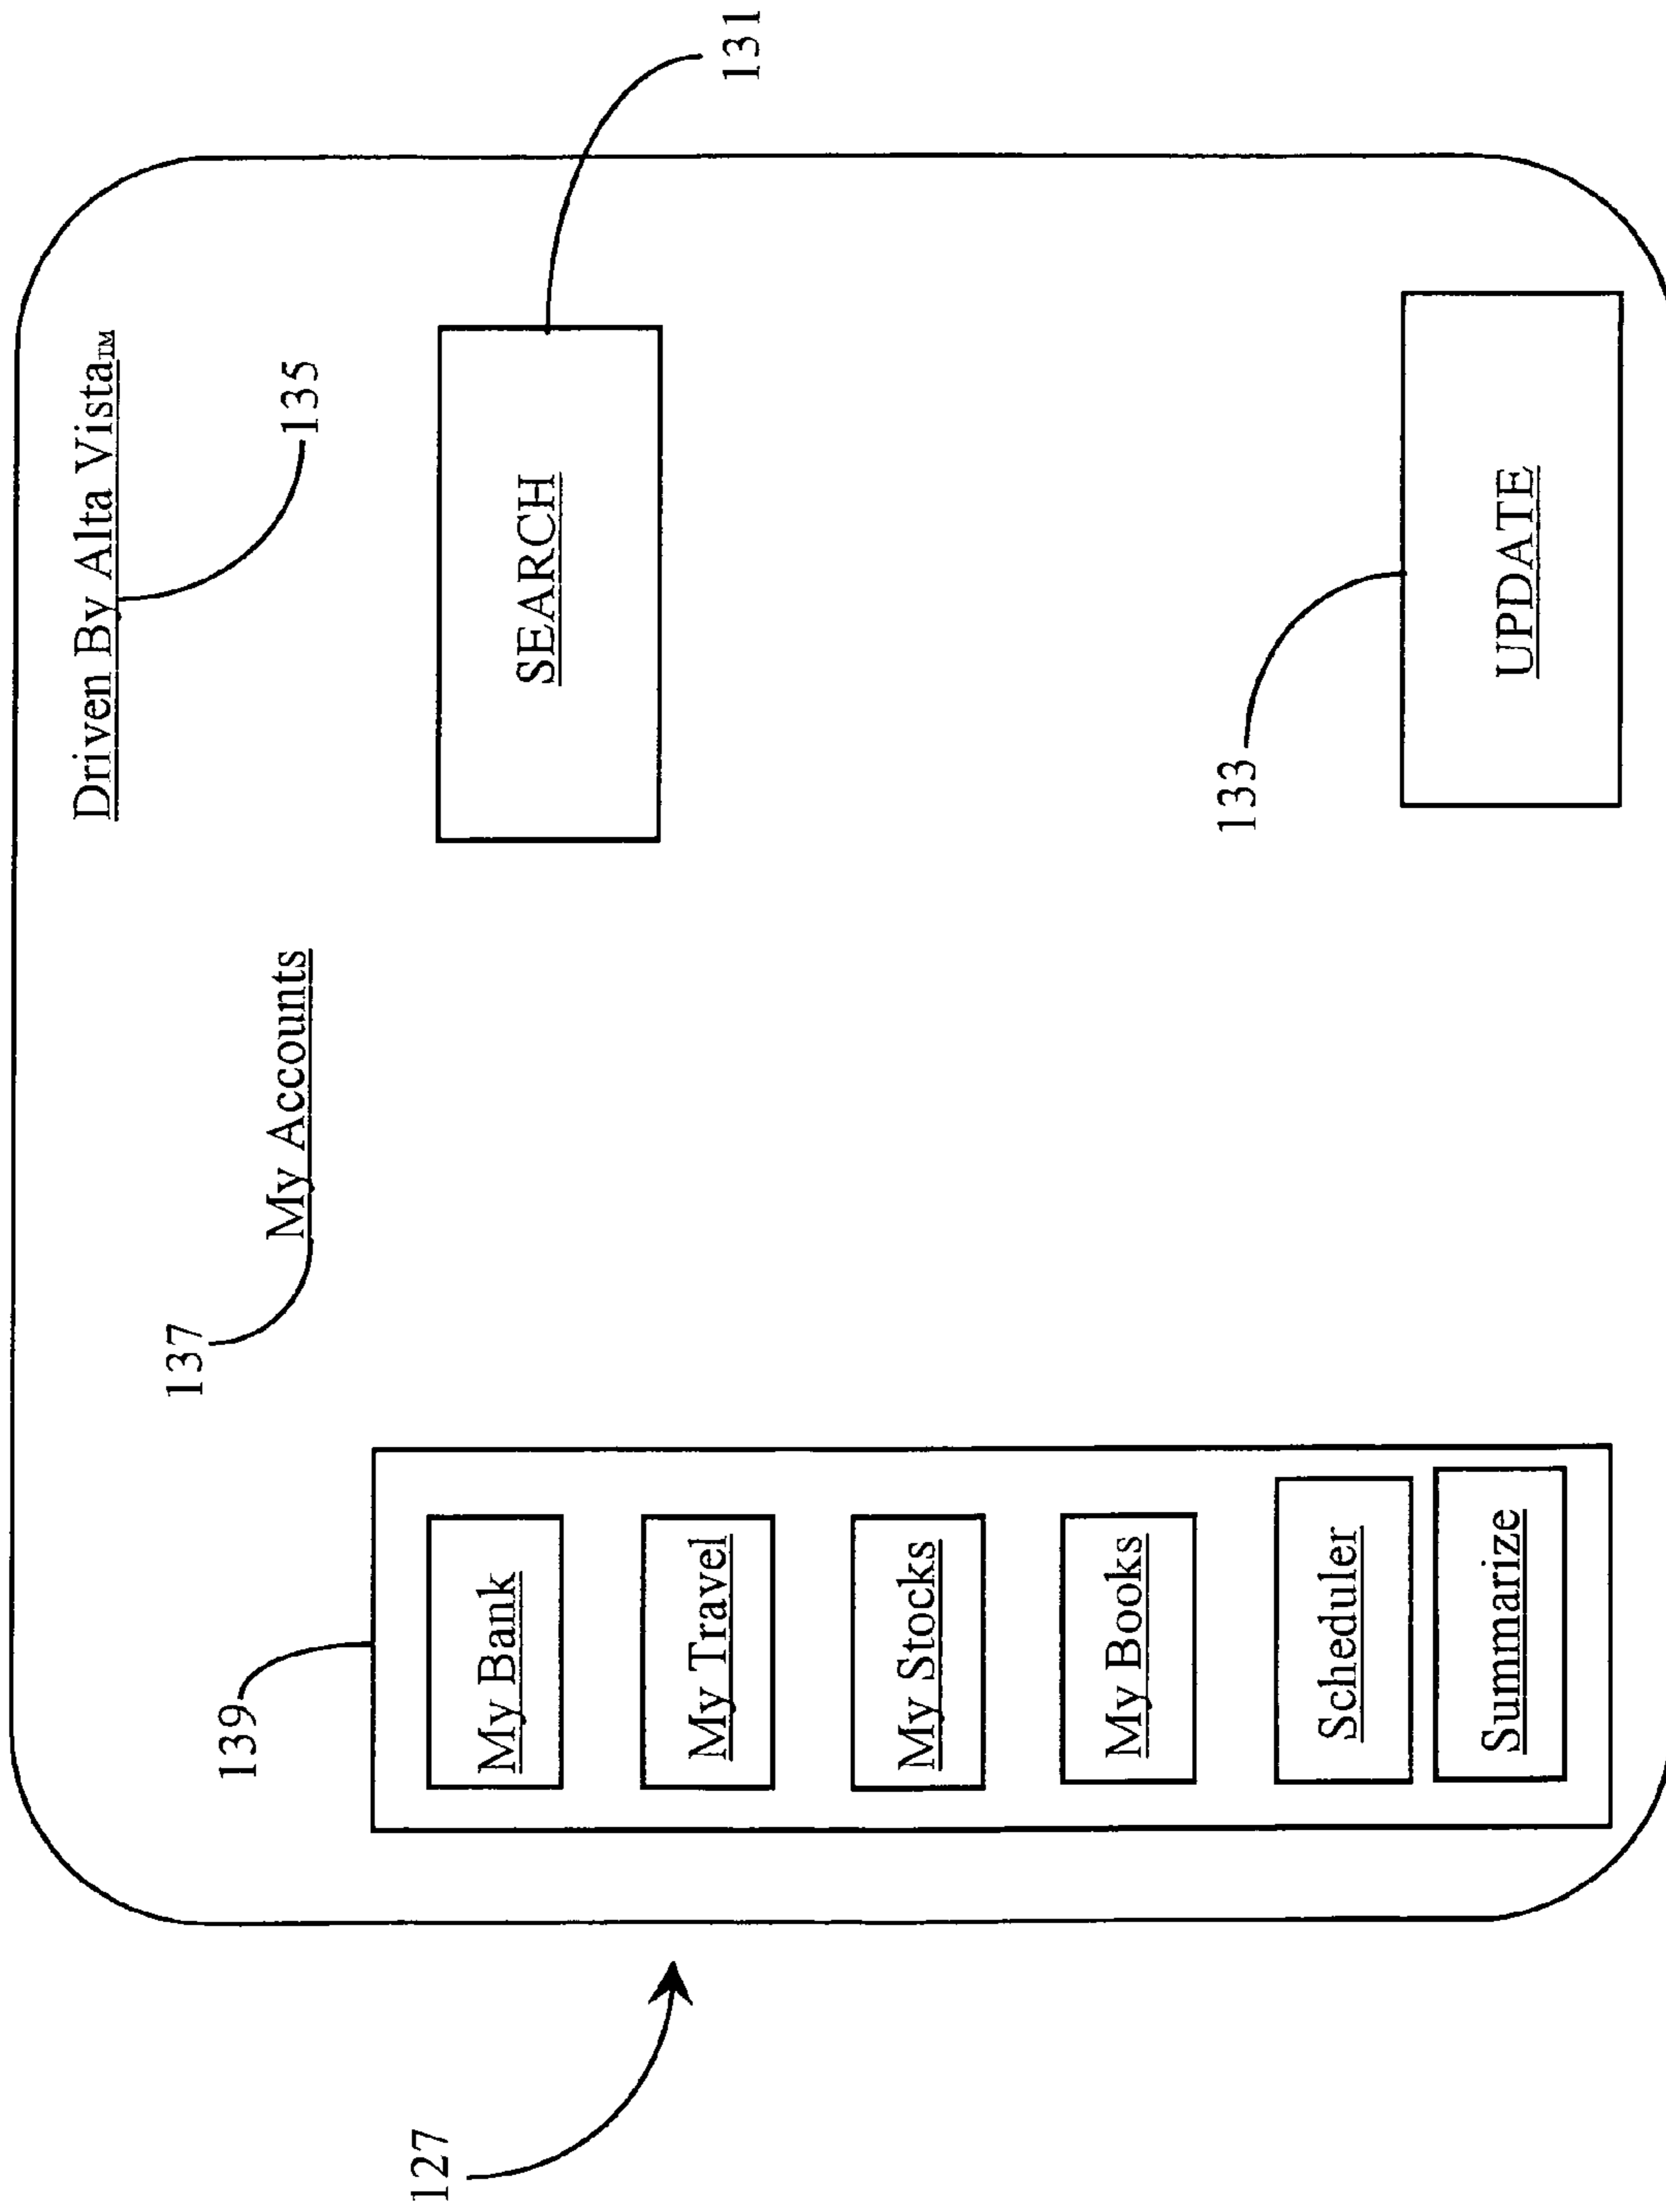 Driven By Alta Vista™
135
137
My Accounts
139
127
My Bank
SEARCH
131
My Travel
My Stocks
My Books
133
Scheduler
UPDATE
Summarize